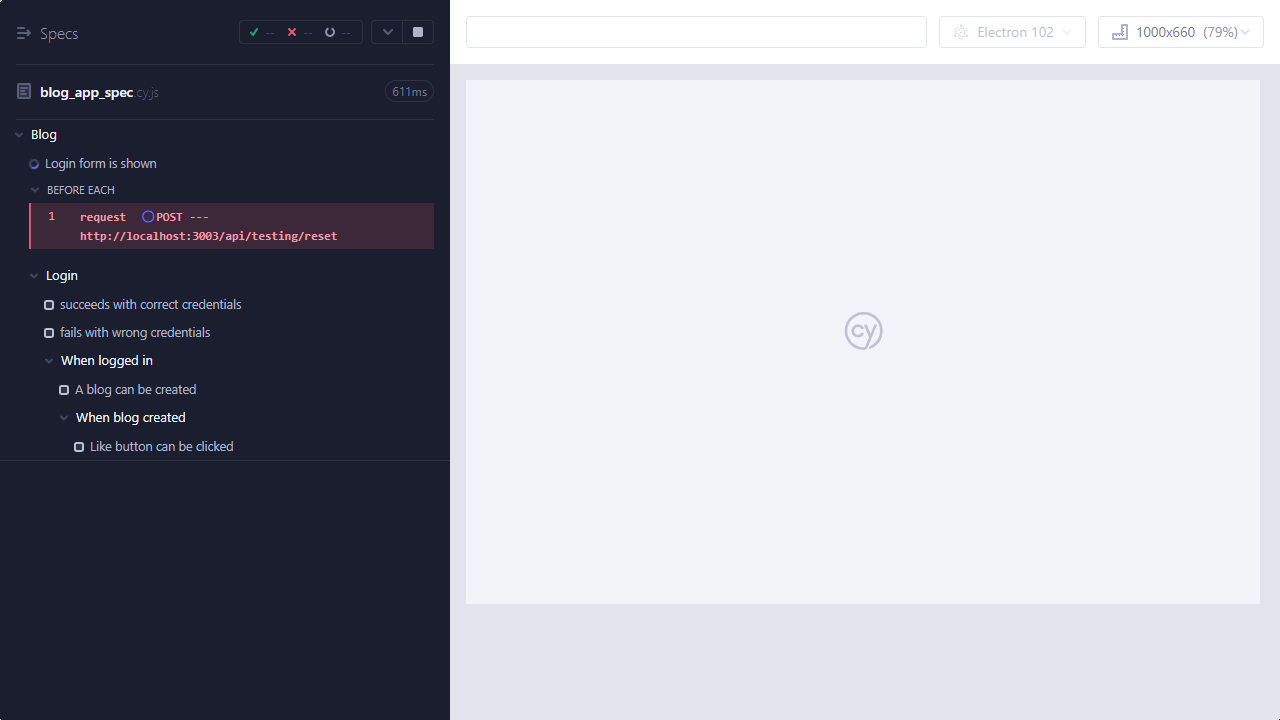 Specs
-- -- --
Electron 102
1000x660 (79%)
blog_app_spec.cy.js
611ms
Blog
Login form is shown
BEFORE EACH
1 request POST ---
http://localhost:3003/api/testing/reset
Login
succeeds with correct credentials
fails with wrong credentials
When logged in
A blog can be created
When blog created
Like button can be clicked
cy